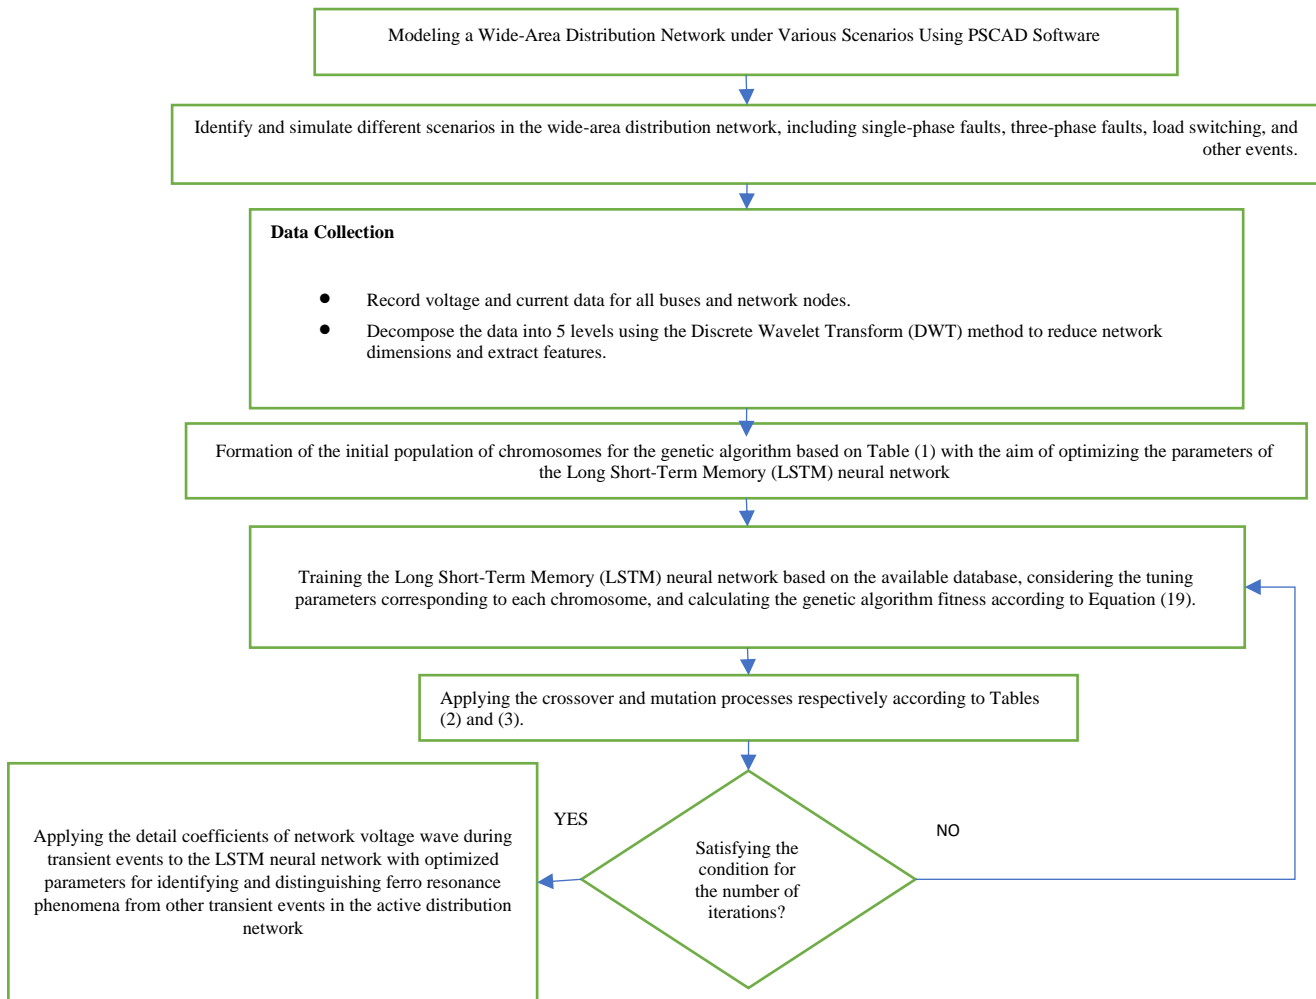 Modeling a Wide-Area Distribution Network under Various Scenarios Using PSCAD Software
Identify and simulate different scenarios in the wide-area distribution network, including single-phase faults, three-phase faults, load switching, and
other events.
Data Collection
● Record voltage and current data for all buses and network nodes.
● Decompose the data into 5 levels using the Discrete Wavelet Transform (DWT) method to reduce network
dimensions and extract features.
Formation of the initial population of chromosomes for the genetic algorithm based on Table (1) with the aim of optimizing the parameters of
the Long Short-Term Memory (LSTM) neural network
Training the Long Short-Term Memory (LSTM) neural network based on the available database, considering the tuning
parameters corresponding to each chromosome, and calculating the genetic algorithm fitness according to Equation (19).
Applying the crossover and mutation processes respectively according to Tables
(2) and (3).
Satisfying the
condition for
the number of
iterations?
YES
NO
Applying the detail coefficients of network voltage wave during
transient events to the LSTM neural network with optimized
parameters for identifying and distinguishing ferro resonance
phenomena from other transient events in the active distribution
network